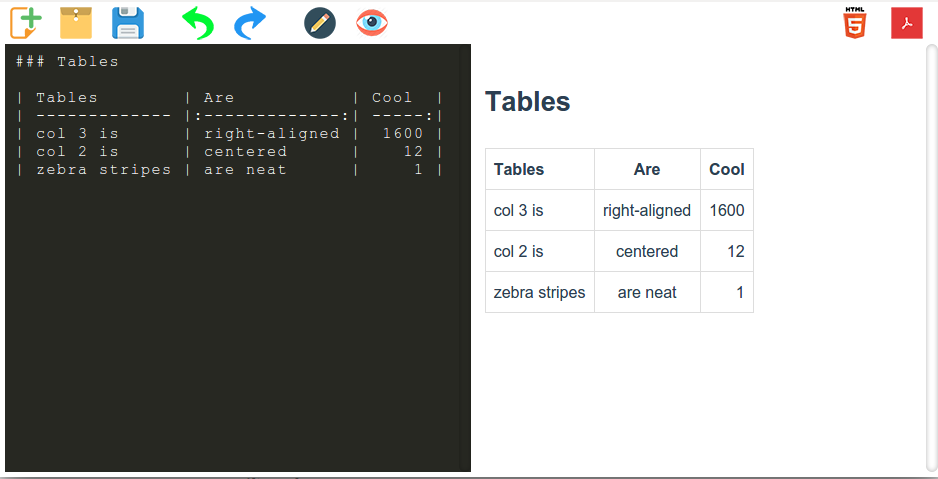 HTML
5
### Tables
| Tables        | Are           | Cool  |
| ------------- |:-------------:| -----:|
| col 3 is      | right-aligned |  1600 |
| col 2 is      | centered      |    12 |
| zebra stripes | are neat      |     1 |
Tables
Tables Are Cool
col 3 is right-aligned 1600
col 2 is centered 12
zebra stripes are neat 1